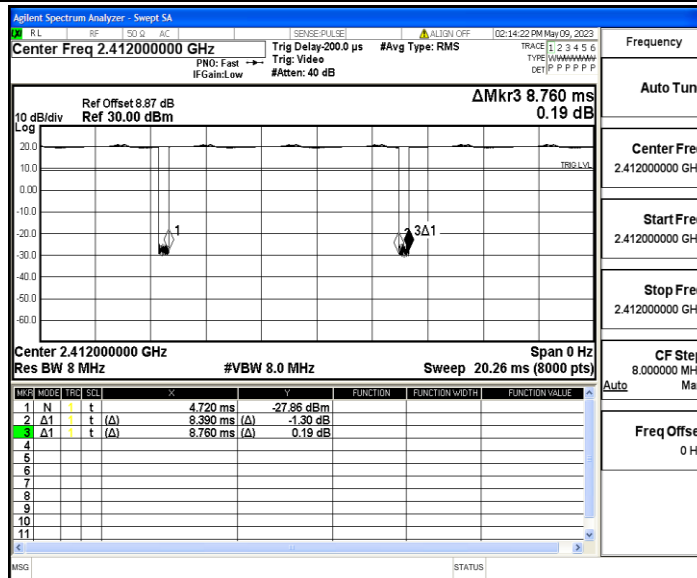 Agilent Spectrum Analyzer - Swept SA
RL RF 50 Ω AC SENSE:PULSE ALIGN OFF 02:14:22 PM May 09, 2023
Center Freq 2.412000000 GHz
PNO: Fast
IFGain:Low
Trig Delay-200.0 µs
Trig: Video
#Atten: 40 dB
#Avg Type: RMS
TRACE 1 2 3 4 5 6
TYPE WWWWWW
DET P P P P P P
Ref Offset 8.87 dB
Ref 30.00 dBm
10 dB/div
Log
ΔMkr3 8.760 ms
0.19 dB
20.0
10.0
0.00
-10.0
-20.0
-30.0
-40.0
-50.0
-60.0
TRIG LVL
1
3Δ1
Center 2.412000000 GHz
Span 0 Hz
Res BW 8 MHz
#VBW 8.0 MHz
Sweep 20.26 ms (8000 pts)
MKR MODE TRC SCL X Y FUNCTION FUNCTION WIDTH FUNCTION VALUE
1 N 1 t 4.720 ms -27.86 dBm
2 Δ1 1 t (Δ) 8.390 ms (Δ) -1.30 dB
3 Δ1 1 t (Δ) 8.760 ms (Δ) 0.19 dB
4
5
6
7
8
9
10
11
MSG
STATUS
Frequency
Auto Tun
Center Fre
2.412000000 GH
Start Fre
2.412000000 GH
Stop Fre
2.412000000 GH
CF Ste
8.000000 MH
Auto Ma
Freq Offse
0 H